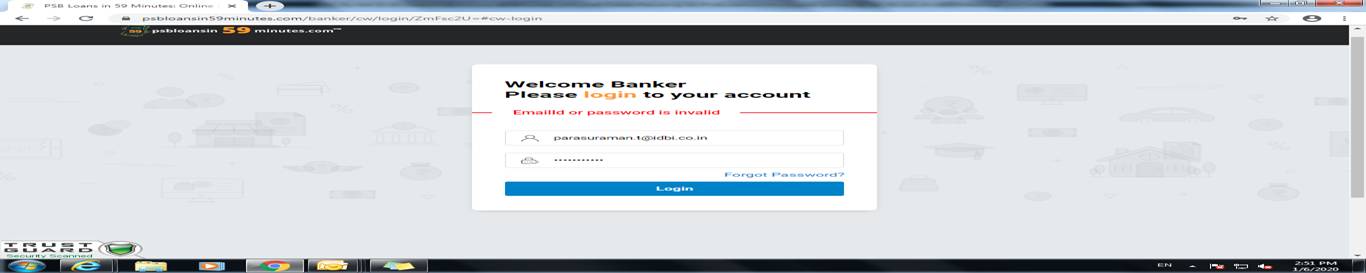 PSB Loans in 59 Minutes: Online
psbloansin59minutes.com/banker/cw/login/ZmFsc2U=#cw-login
59 psbloansin 59 minutes.com™
Welcome Banker
Please login to your account
EmailId or password is invalid
parasuraman.t@idbi.co.in
•••••••••••
Forgot Password?
Login
TRUST
GUARD
Security Scanned
EN
2:51 PM
1/6/2020